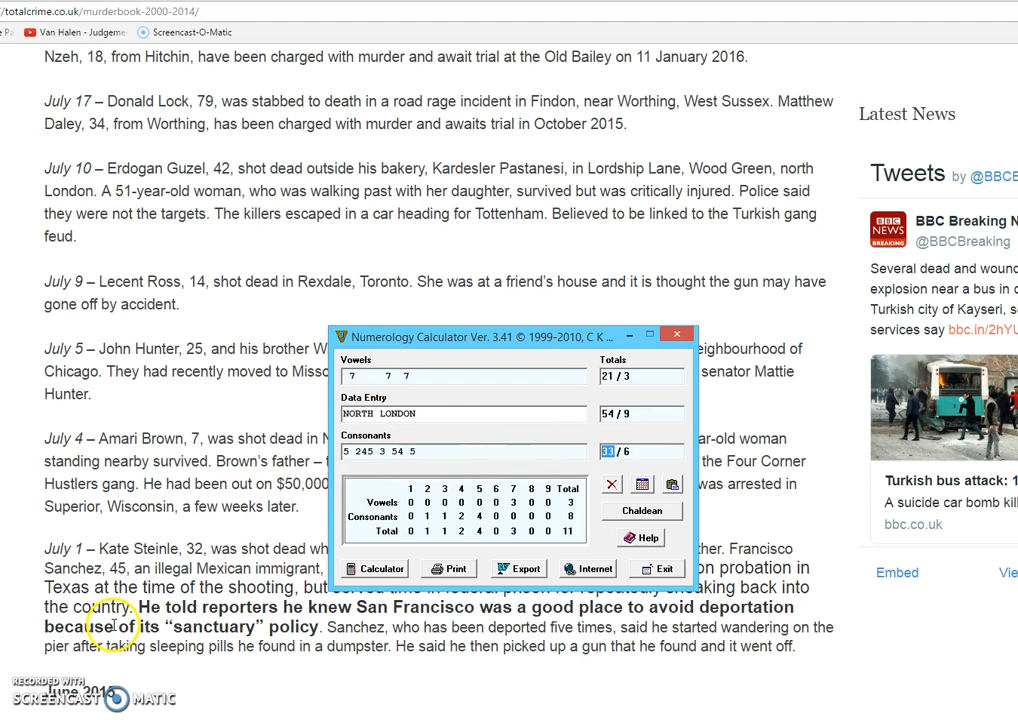 /totalcrime.co.uk/murderbook-2000-2014/
Van Halen - Judgeme Screencast-O-Matic
Nzeh, 18, from Hitchin, have been charged with murder and await trial at the Old Bailey on 11 January 2016.
July 17 – Donald Lock, 79, was stabbed to death in a road rage incident in Findon, near Worthing, West Sussex. Matthew
Daley, 34, from Worthing, has been charged with murder and awaits trial in October 2015.
July 10 – Erdogan Guzel, 42, shot dead outside his bakery, Kardesler Pastanesi, in Lordship Lane, Wood Green, north
London. A 51-year-old woman, who was walking past with her daughter, survived but was critically injured. Police said
they were not the targets. The killers escaped in a car heading for Tottenham. Believed to be linked to the Turkish gang
feud.
July 9 – Lecent Ross, 14, shot dead in Rexdale, Toronto. She was at a friend's house and it is thought the gun may have
gone off by accident.
July 5 – John Hunter, 25, and his brother W
eighbourhood of
Chicago. They had recently moved to Misso
senator Mattie
Hunter.
July 4 – Amari Brown, 7, was shot dead in N
ar-old woman
standing nearby survived. Brown's father –
the Four Corner
Hustlers gang. He had been out on $50,000
was arrested in
Superior, Wisconsin, a few weeks later.
July 1 – Kate Steinle, 32, was shot dead wh
ther. Francisco
Sanchez, 45, an illegal Mexican immigrant,
on probation in
Texas at the time of the shooting, but served time in federal prison for repeatedly sneaking back into
the country. He told reporters he knew San Francisco was a good place to avoid deportation
because of its “sanctuary” policy. Sanchez, who has been deported five times, said he started wandering on the
pier after taking sleeping pills he found in a dumpster. He said he then picked up a gun that he found and it went off.
June 2015
RECORDED WITH
SCREENCAST MATIC
Numerology Calculator Ver. 3.41 © 1999-2010, C K ...
Vowels Totals
7 7 7 21 / 3
Data Entry
NORTH LONDON 54 / 9
Consonants
5 245 3 54 5 33 / 6
1 2 3 4 5 6 7 8 9 Total
Vowels 0 0 0 0 0 0 3 0 0 3
Consonants 0 1 1 2 4 0 0 0 0 8
Total 0 1 1 2 4 0 3 0 0 11
Chaldean
Help
Calculator Print Export Internet Exit
Latest News
Tweets by @BBCB
BBC
NEWS
BREAKING
BBC Breaking N
@BBCBreaking
Several dead and wound
explosion near a bus in c
Turkish city of Kayseri, s
services say bbc.in/2hYU
Turkish bus attack: 1
A suicide car bomb kil
bbc.co.uk
Embed Vie